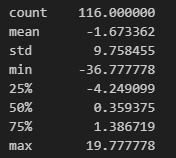 count 116.000000
mean -1.673362
std 9.758455
min -36.777778
25% -4.249099
50% 0.359375
75% 1.386719
max 19.777778